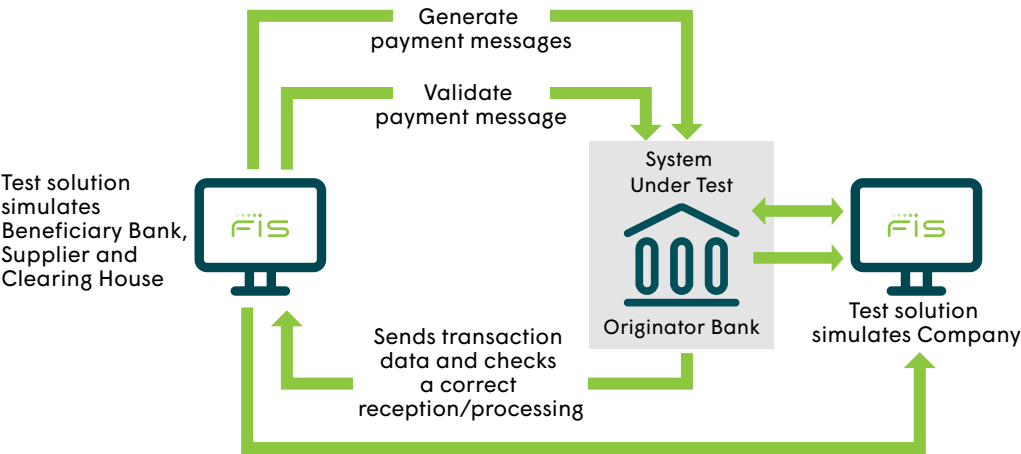 Generate
payment messages
Validate
payment message
Test solution
simulates
Beneficiary Bank,
Supplier and
Clearing House
FIS
System
Under Test
Originator Bank
FIS
Test solution
simulates Company
Sends transaction
data and checks
a correct
reception/processing